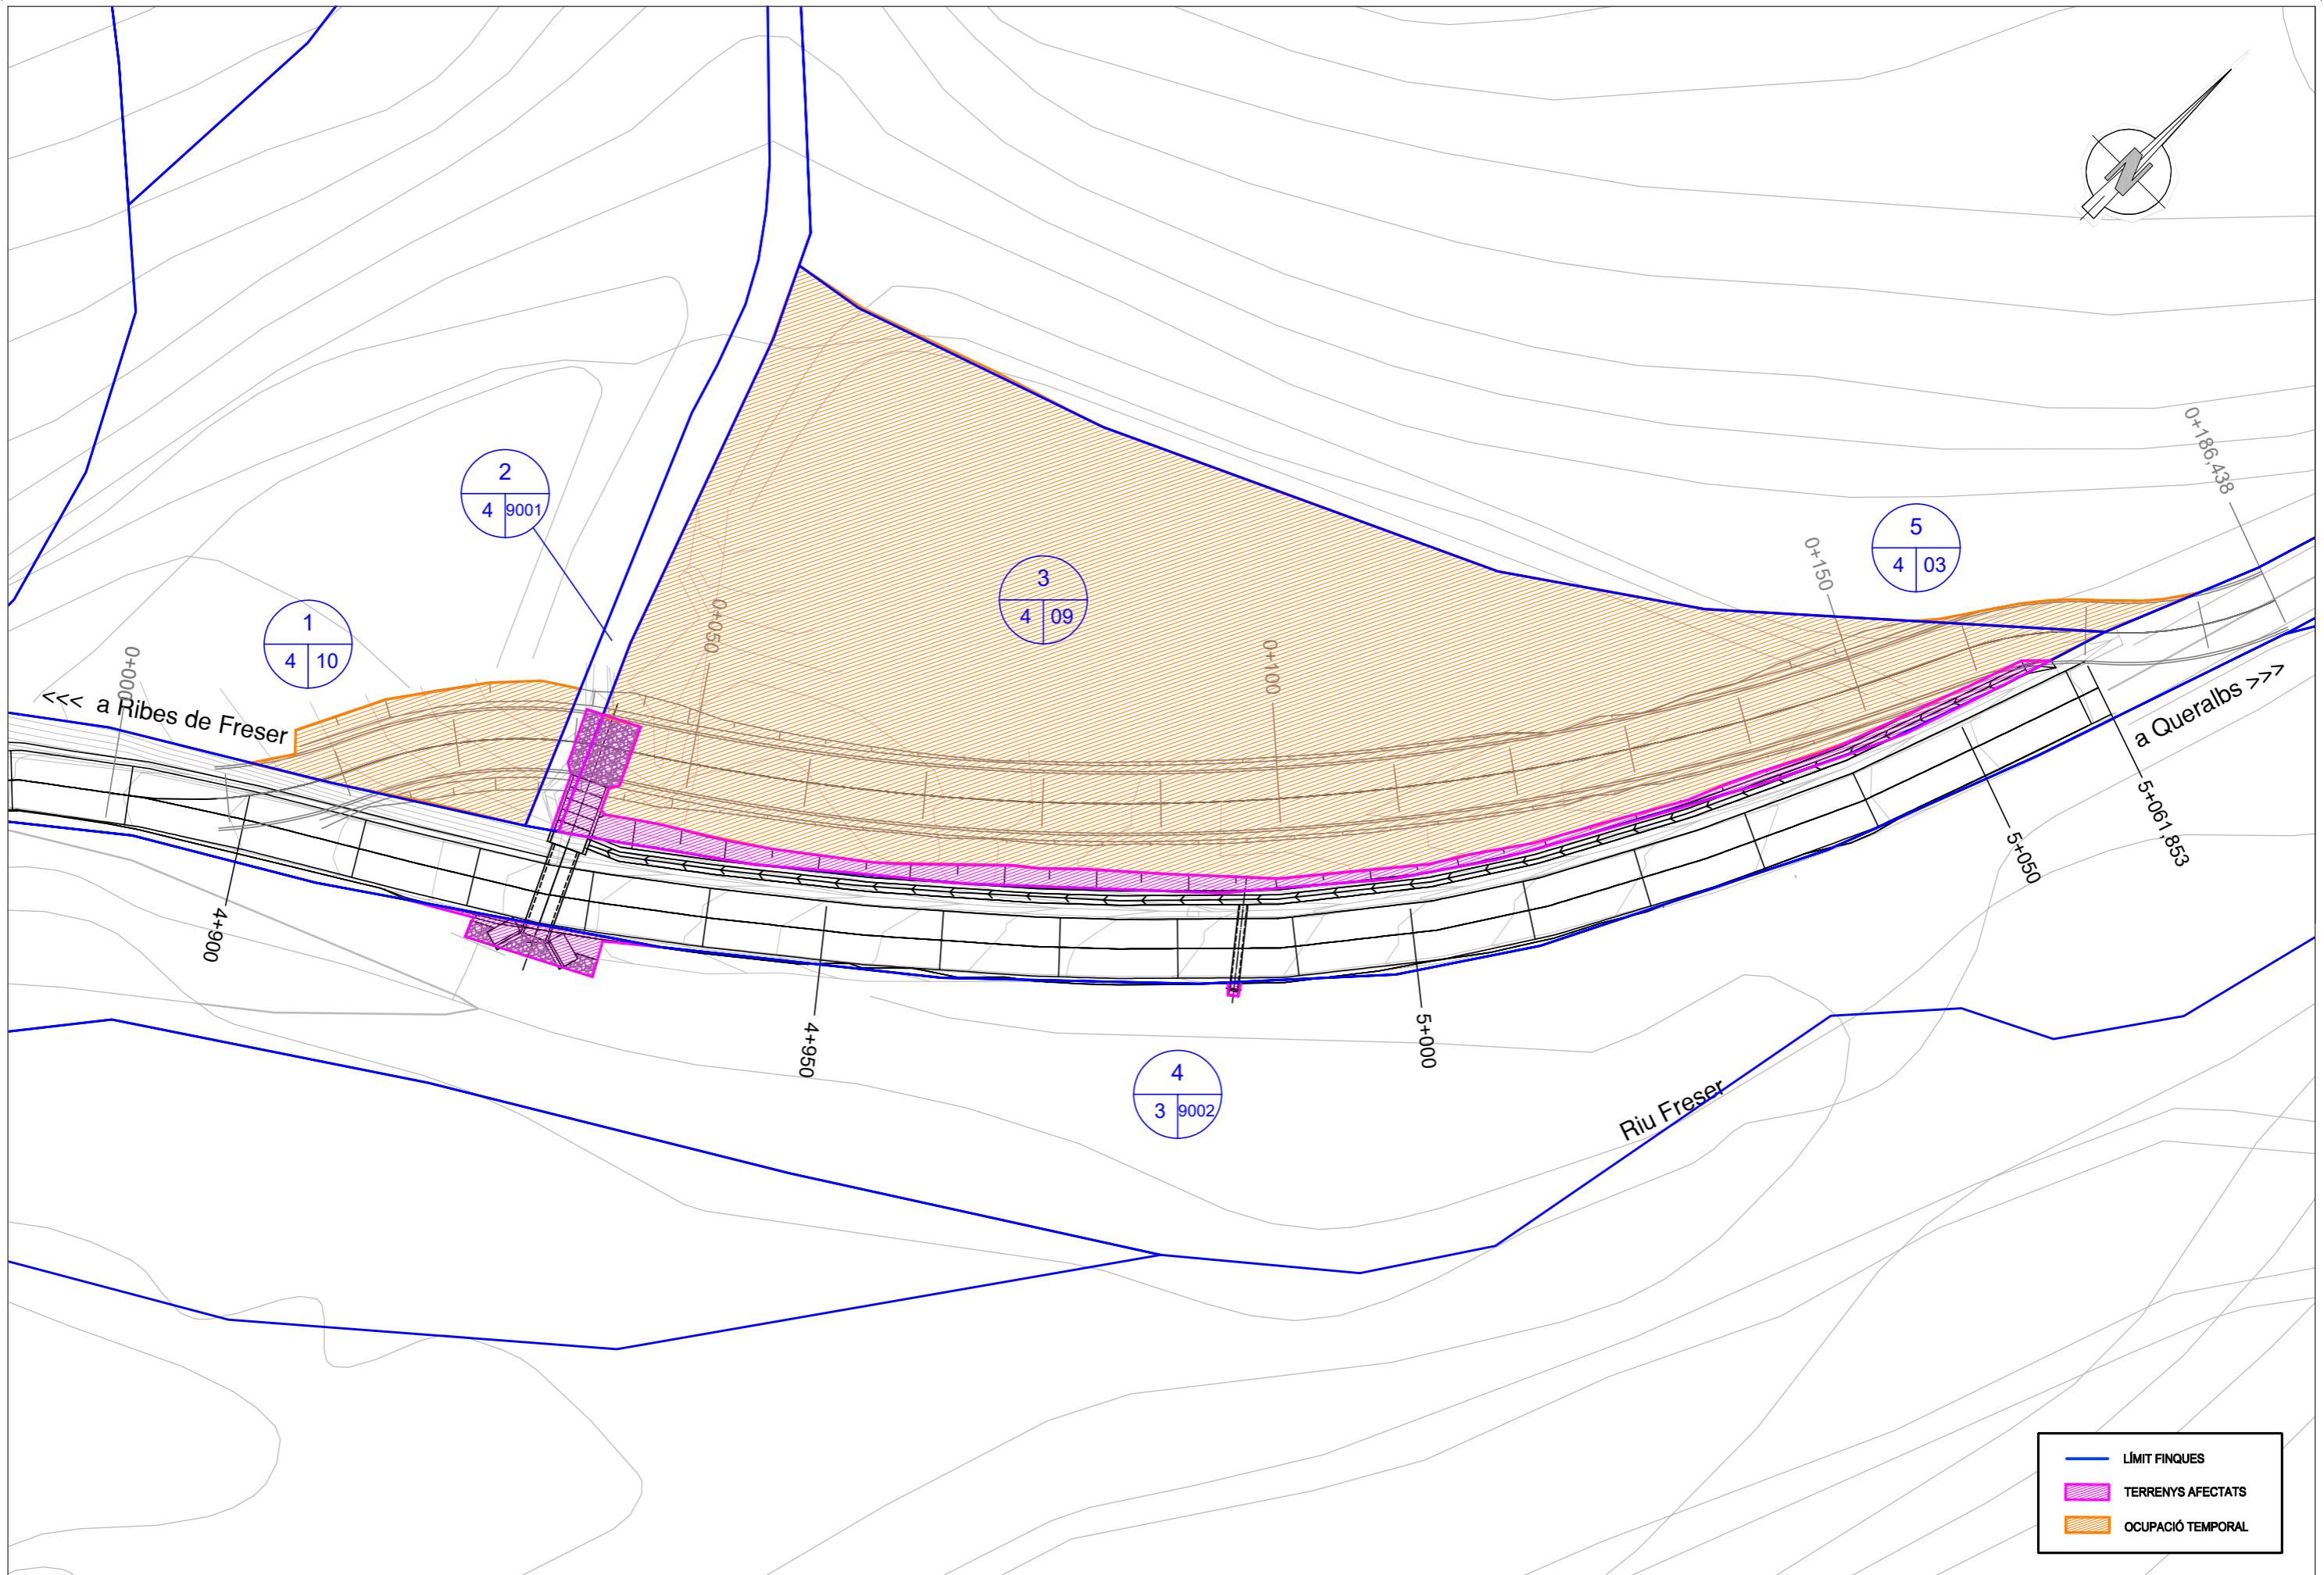 N
0+186,438
2
4 9001
5
4 03
0+150
3
4 09
0+050
1
4 10
0+000
0+100
<<< a Ribes de Freser
a Queralbs >>>
5+061,853
5+050
4+900
4+950
5+000
4
3 9002
Riu Freser
LÍMIT FINQUES
TERRENYS AFECTATS
OCUPACIÓ TEMPORAL